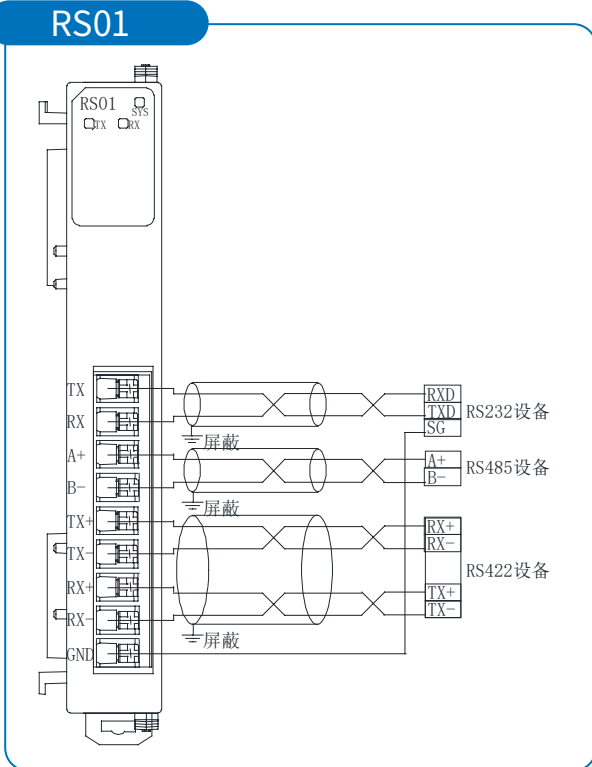 RS01
RS01
SYS
TX RX
TX
RX
A+
B-
TX+
TX-
RX+
RX-
GND
屏蔽
屏蔽
屏蔽
RXD
TXD
SG
RS232设备
A+
B-
RS485设备
RX+
RX-
TX+
TX-
RS422设备